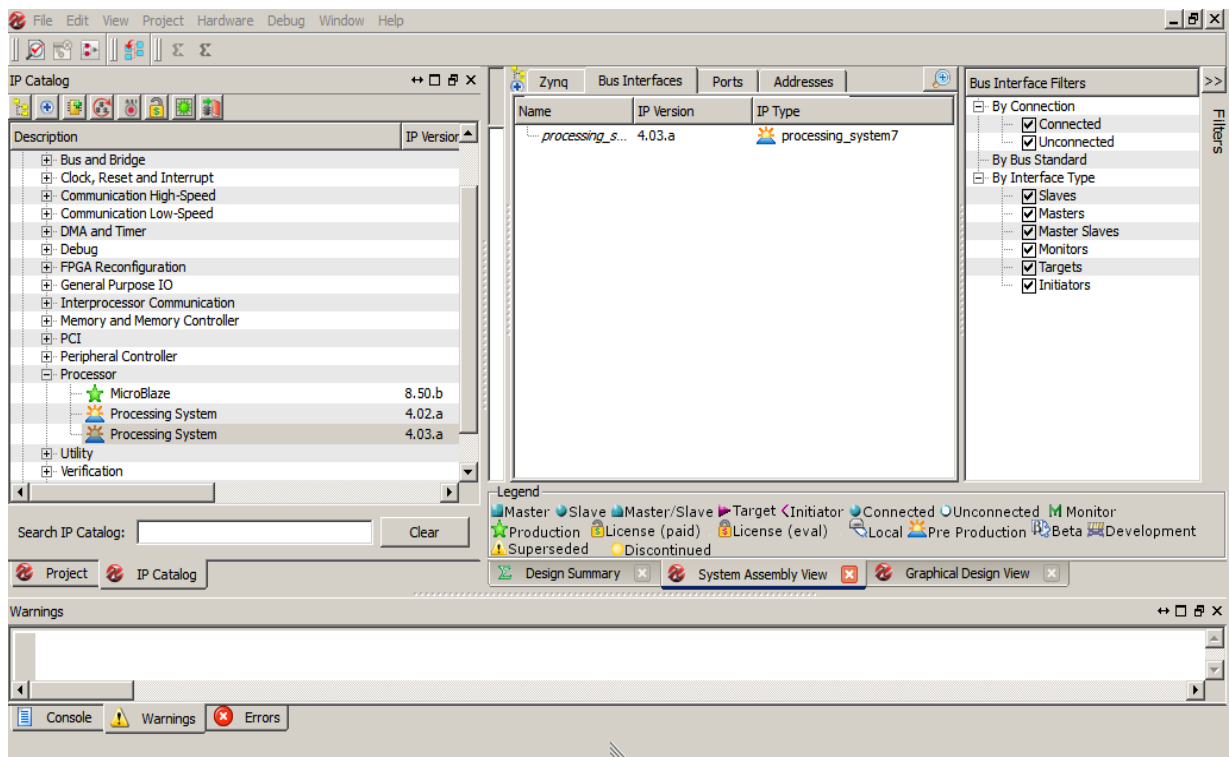 File Edit View Project Hardware Debug Window Help
IP Catalog
Description IP Version
Bus and Bridge
Clock, Reset and Interrupt
Communication High-Speed
Communication Low-Speed
DMA and Timer
Debug
FPGA Reconfiguration
General Purpose IO
Interprocessor Communication
Memory and Memory Controller
PCI
Peripheral Controller
Processor
MicroBlaze 8.50.b
Processing System 4.02.a
Processing System 4.03.a
Utility
Verification
Search IP Catalog: Clear
Project IP Catalog
Zynq Bus Interfaces Ports Addresses
Name IP Version IP Type
processing_s... 4.03.a processing_system7
Bus Interface Filters >>
By Connection
Connected
Unconnected
By Bus Standard
By Interface Type
Slaves
Masters
Master Slaves
Monitors
Targets
Initiators
Filters
Legend
Master Slave Master/Slave Target Initiator Connected Unconnected M Monitor
Production License (paid) License (eval) Local Pre Production Beta Development
Superseded Discontinued
Σ Design Summary System Assembly View Graphical Design View
Warnings
Console Warnings Errors